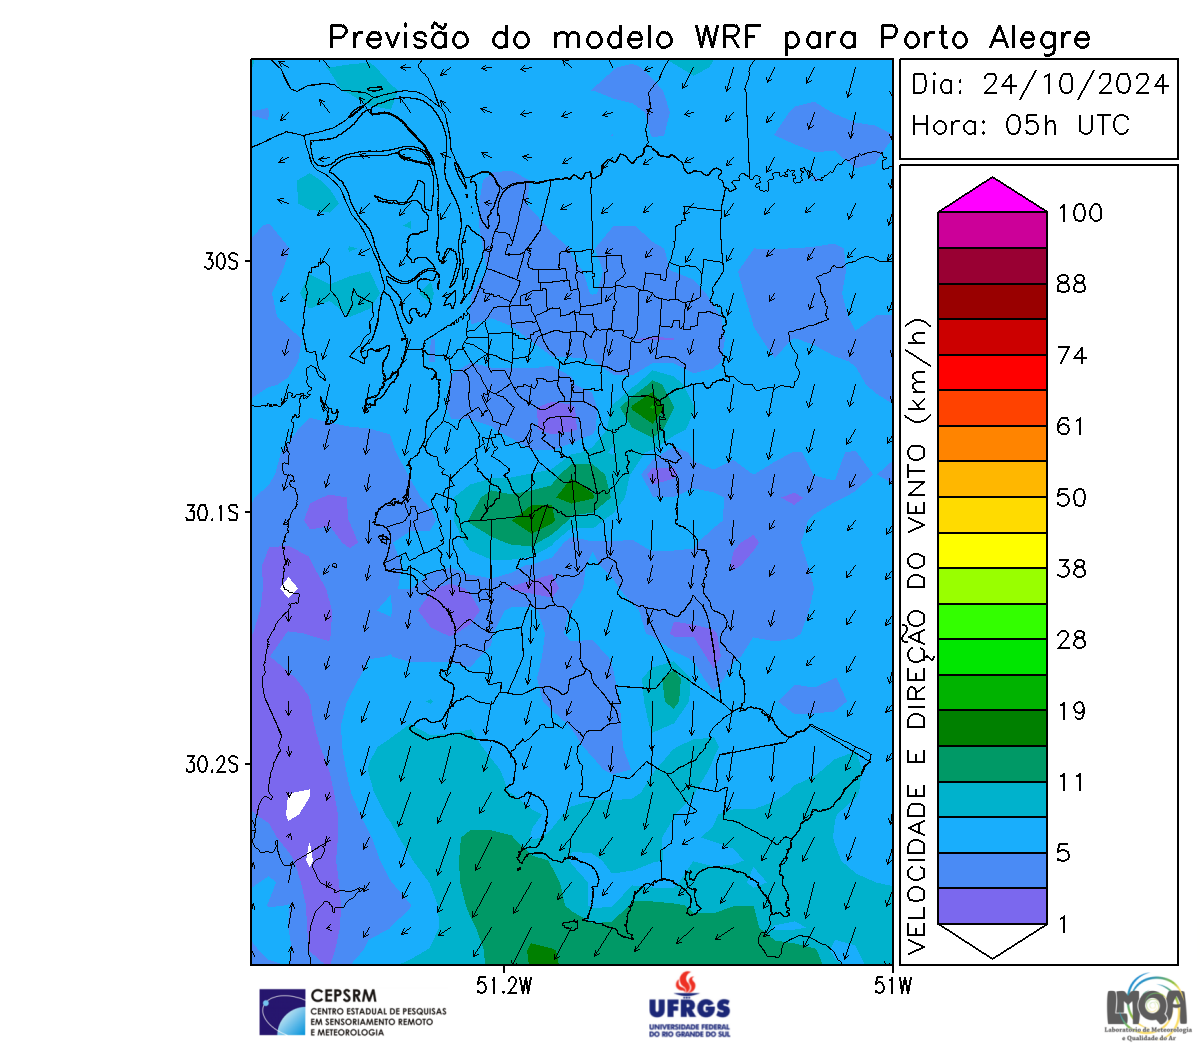 Previsão do modelo WRF para Porto Alegre
Dia: 24/10/2024
Hora: 05h UTC
30S
30.1S
30.2S
51.2W
51W
VELOCIDADE E DIREÇÃO DO VENTO (km/h)
100
88
74
61
50
38
28
19
11
5
1
CEPSRM
CENTRO ESTADUAL DE PESQUISAS
EM SENSORIAMENTO REMOTO
E METEOROLOGIA
UFRGS
UNIVERSIDADE FEDERAL
DO RIO GRANDE DO SUL
LMQA
Laboratório de Meteorologia
e Qualidade do Ar